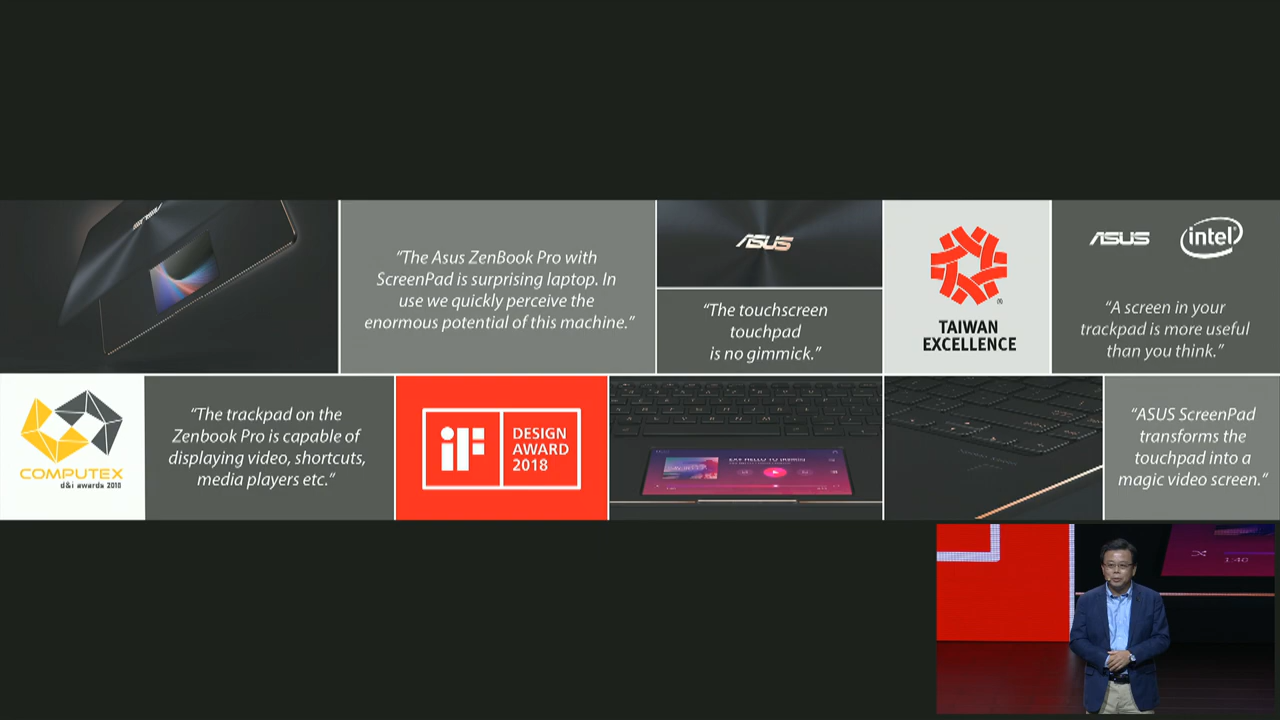 “The Asus ZenBook Pro with
ScreenPad is surprising laptop. In
use we quickly perceive the
enormous potential of this machine.”
ASUS
“The touchscreen
touchpad
is no gimmick.”
TAIWAN
EXCELLENCE
ASUS
intel
“A screen in your
trackpad is more useful
than you think.”
COMPUTEX
d&i awards 2018
“The trackpad on the
Zenbook Pro is capable of
displaying video, shortcuts,
media players etc.”
iF
DESIGN
AWARD
2018
“ASUS ScreenPad
transforms the
touchpad into a
magic video screen.”
1:40